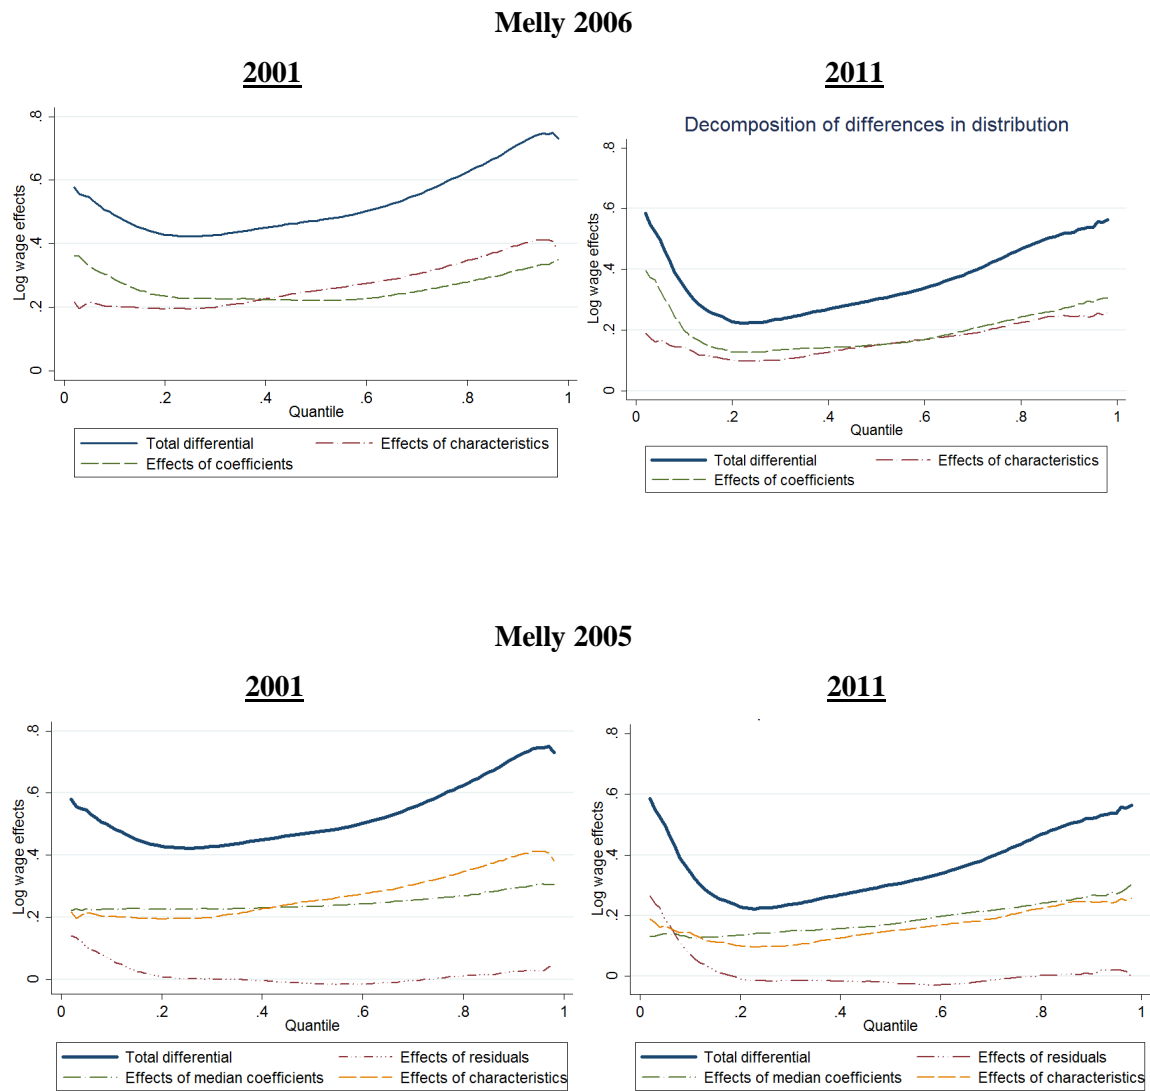 Melly 2006
2001
2011
Decomposition of differences in distribution
Log wage effects
.8
.6
.4
.2
0
0 .2 .4 .6 .8 1
Quantile
Total differential Effects of characteristics
Effects of coefficients
Log wage effects
.8
.6
.4
.2
0
0 .2 .4 .6 .8 1
Quantile
Total differential Effects of characteristics
Effects of coefficients
Melly 2005
2001
2011
Log wage effects
.8
.6
.4
.2
0
0 .2 .4 .6 .8 1
Quantile
Total differential Effects of residuals
Effects of median coefficients Effects of characteristics
Log wage effects
.8
.6
.4
.2
0
0 .2 .4 .6 .8 1
Quantile
Total differential Effects of residuals
Effects of median coefficients Effects of characteristics